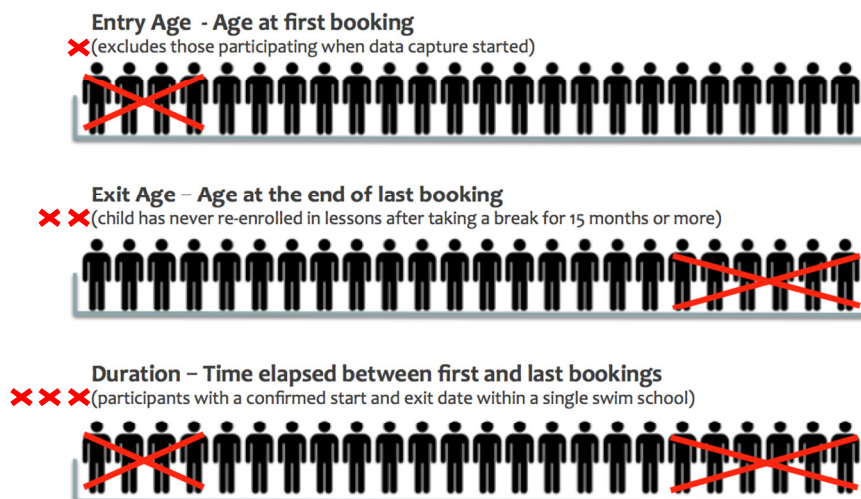 Entry Age - Age at first booking
(excludes those participating when data capture started)
Exit Age – Age at the end of last booking
(child has never re-enrolled in lessons after taking a break for 15 months or more)
Duration – Time elapsed between first and last bookings
(participants with a confirmed start and exit date within a single swim school)